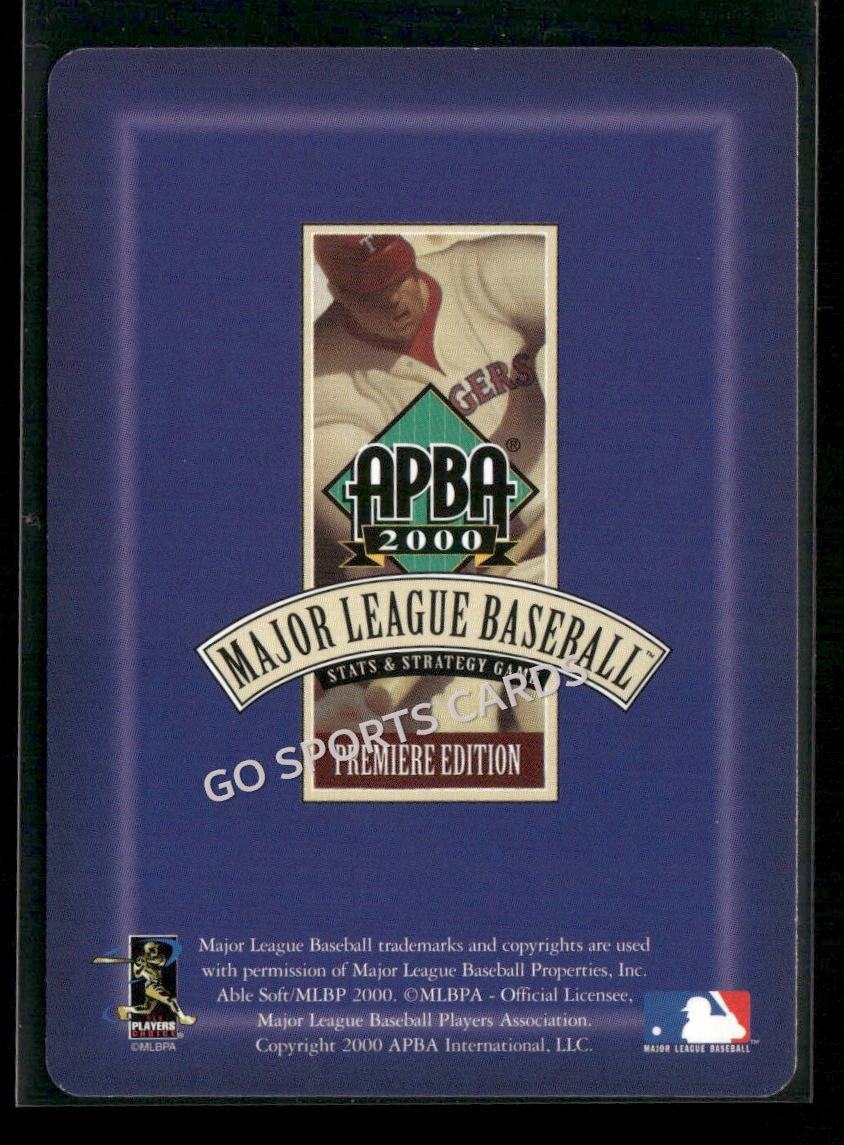 T
GERS
APBA®
2000
MAJOR LEAGUE BASEBALL™
STATS & STRATEGY GAME
GO SPORTS CARDS
PREMIERE EDITION
Major League Baseball trademarks and copyrights are used
with permission of Major League Baseball Properties, Inc.
Able Soft/MLBP 2000. ©MLBPA - Official Licensee,
Major League Baseball Players Association.
Copyright 2000 APBA International, LLC.
PLAYERS
CHOICE®
©MLBPA
MAJOR LEAGUE BASEBALL™